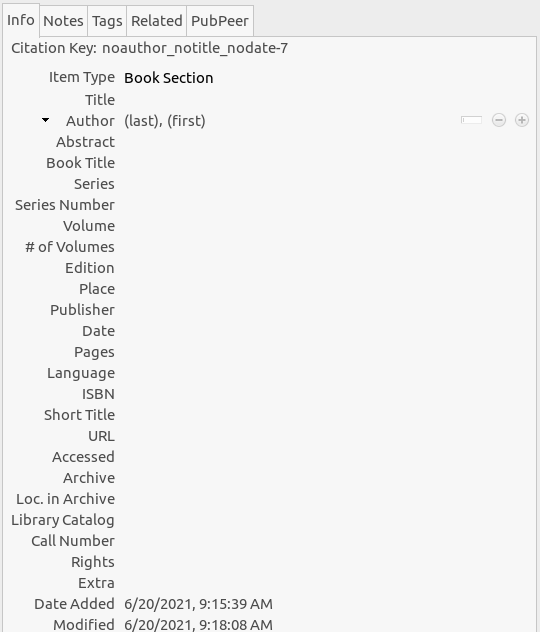 Info Notes Tags Related PubPeer
Citation Key: noauthor_notitle_nodate-7
Item Type Book Section
Title
Author (last), (first)
Abstract
Book Title
Series
Series Number
Volume
# of Volumes
Edition
Place
Publisher
Date
Pages
Language
ISBN
Short Title
URL
Accessed
Archive
Loc. in Archive
Library Catalog
Call Number
Rights
Extra
Date Added 6/20/2021, 9:15:39 AM
Modified 6/20/2021, 9:18:08 AM